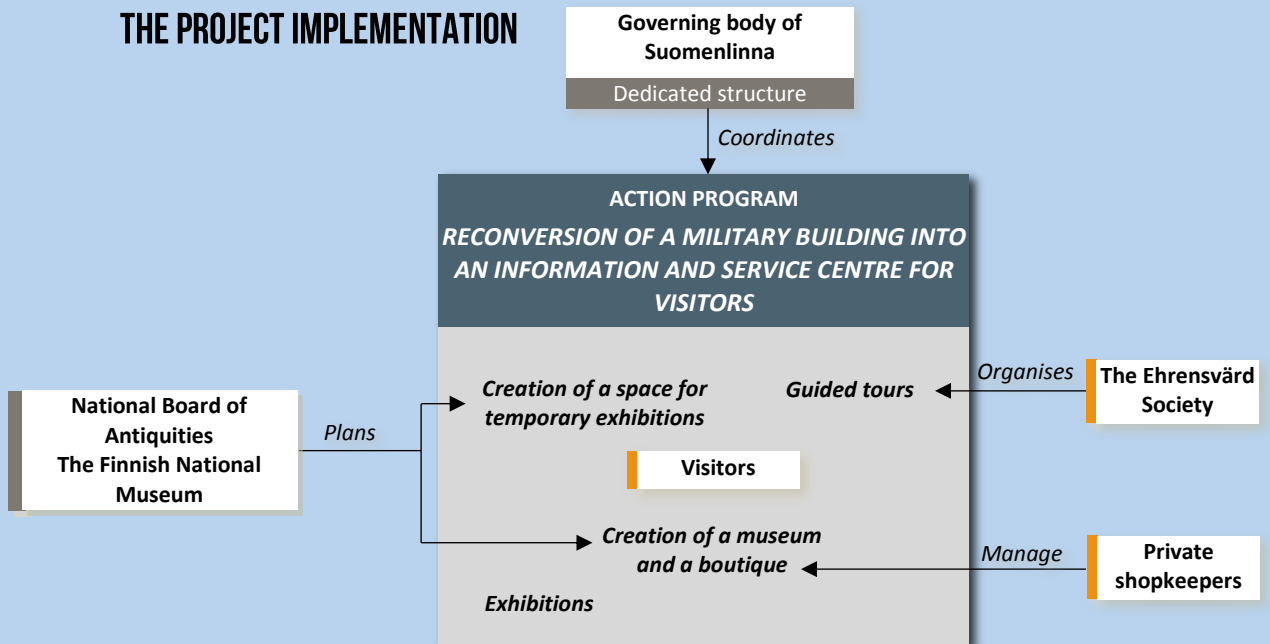 THE PROJECT IMPLEMENTATION
Governing body of
Suomenlinna
Dedicated structure
Coordinates
ACTION PROGRAM
RECONVERSION OF A MILITARY BUILDING INTO
AN INFORMATION AND SERVICE CENTRE FOR
VISITORS
National Board of
Antiquities
The Finnish National
Museum
Plans
Creation of a space for
temporary exhibitions
Guided tours
Organises
The Ehrensvärd
Society
Visitors
Creation of a museum
and a boutique
Manage
Private
shopkeepers
Exhibitions